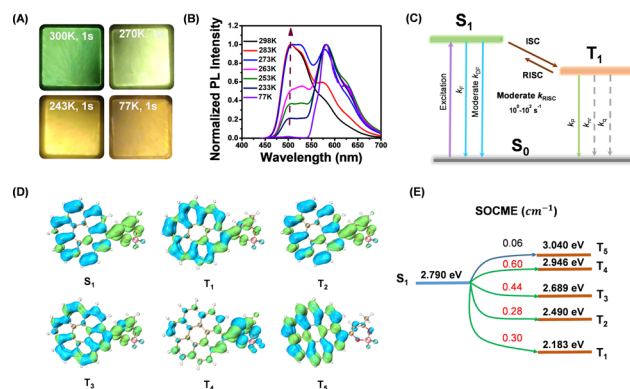 (A)
300K, 1s
270K, 1s
243K, 1s
77K, 1s
(B)
Normalized PL Intensity
1.0
0.8
0.6
0.4
0.2
0.0
298K
283K
273K
263K
253K
233K
77K
400 450 500 550 600 650 700
Wavelength (nm)
(C)
S1
ISC
RISC
T1
Excitation
kF
Moderate kDF
Moderate kRISC
10⁰-10³ s⁻¹
kp
knr
kq
S0
(D)
S1
T1
T2
T3
T4
T5
(E)
SOCME (cm⁻¹)
S1
2.790 eV
0.06
3.040 eV
T5
0.60
2.946 eV
T4
0.44
2.689 eV
T3
0.28
2.490 eV
T2
0.30
2.183 eV
T1